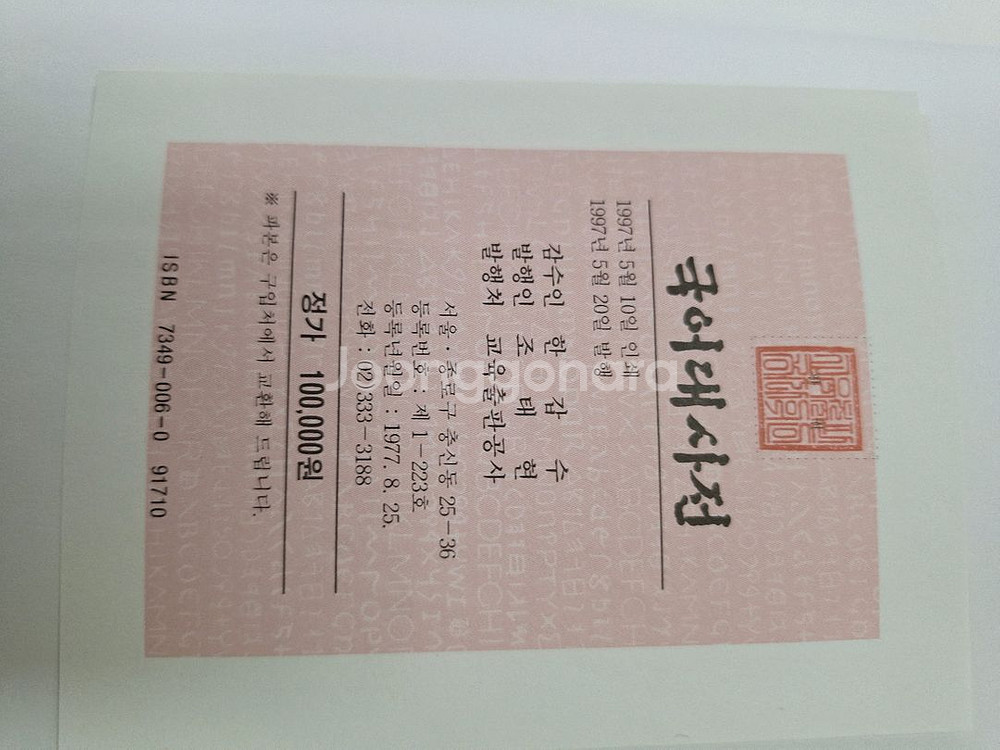 국어대사전
1997년 5월 10일 인쇄
1997년 5월 20일 발행
감수인 한 갑 수
발행인 조 태 현
발행처 교육출판공사
서울 · 종로구 충신동 25-36
등록번호 : 제 1-223호
등록년월일 : 1977. 8. 25.
전화 : 02)333-3188
정가 100,000원
※ 파본은 구입처에서 교환해 드립니다.
ISBN 7349-006-0 91710
Joonggonara